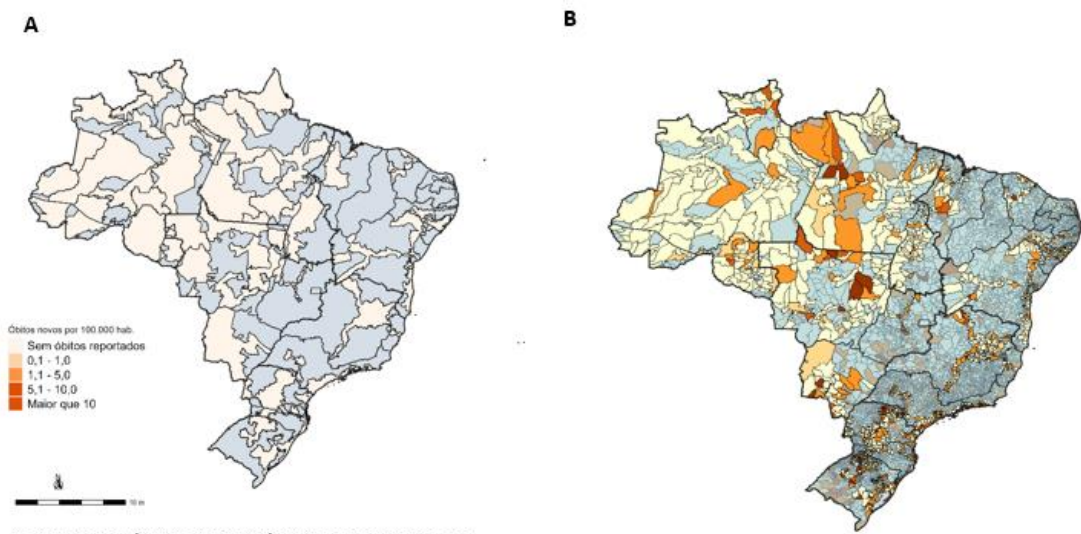 A
B
Óbitos novos por 100.000 hab.
Sem óbitos reportados
0,1 - 1,0
1,1 - 5,0
5,1 - 10,0
Maior que 10